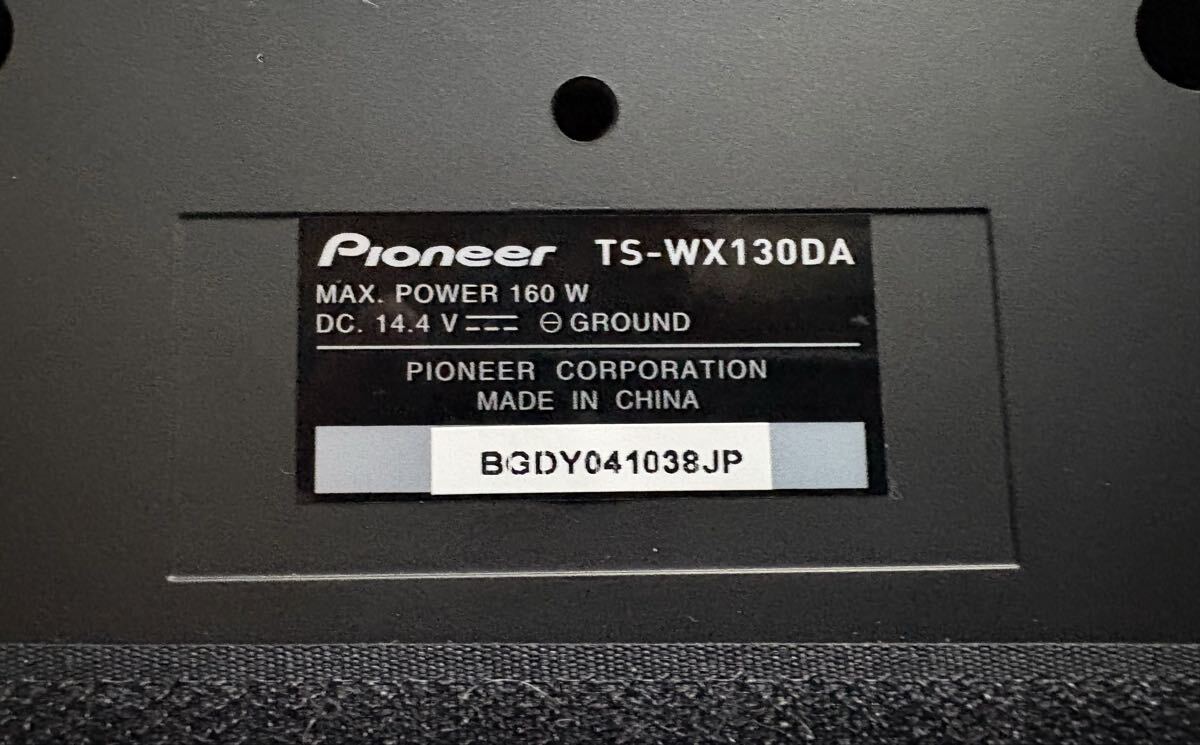 Pioneer TS-WX130DA
MAX. POWER 160 W
DC. 14.4 V ⎓ ⊖ GROUND
PIONEER CORPORATION
MADE IN CHINA
BGDY041038JP